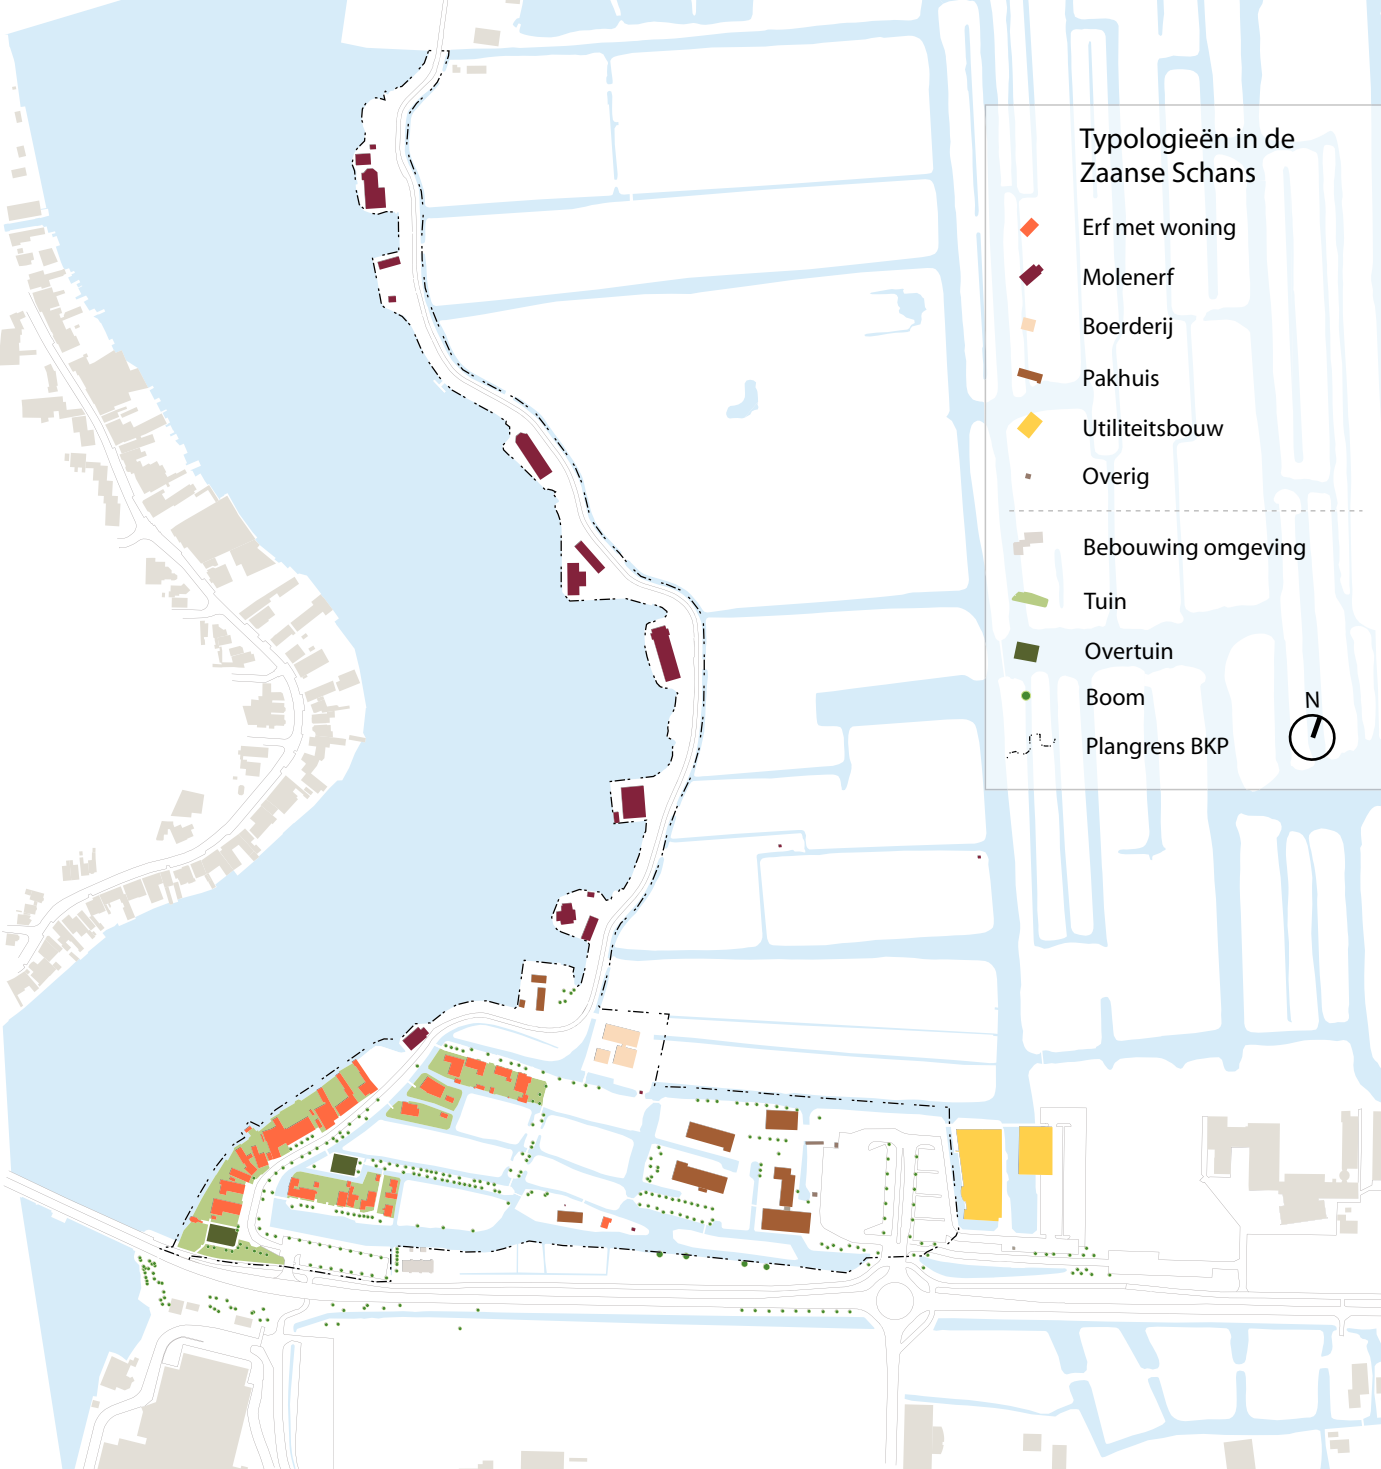 Typologieën in de
Zaanse Schans
Erf met woning
Molenerf
Boerderij
Pakhuis
Utiliteitsbouw
Overig
Bebouwing omgeving
Tuin
Overtuin
Boom
N
Plangrens BKP